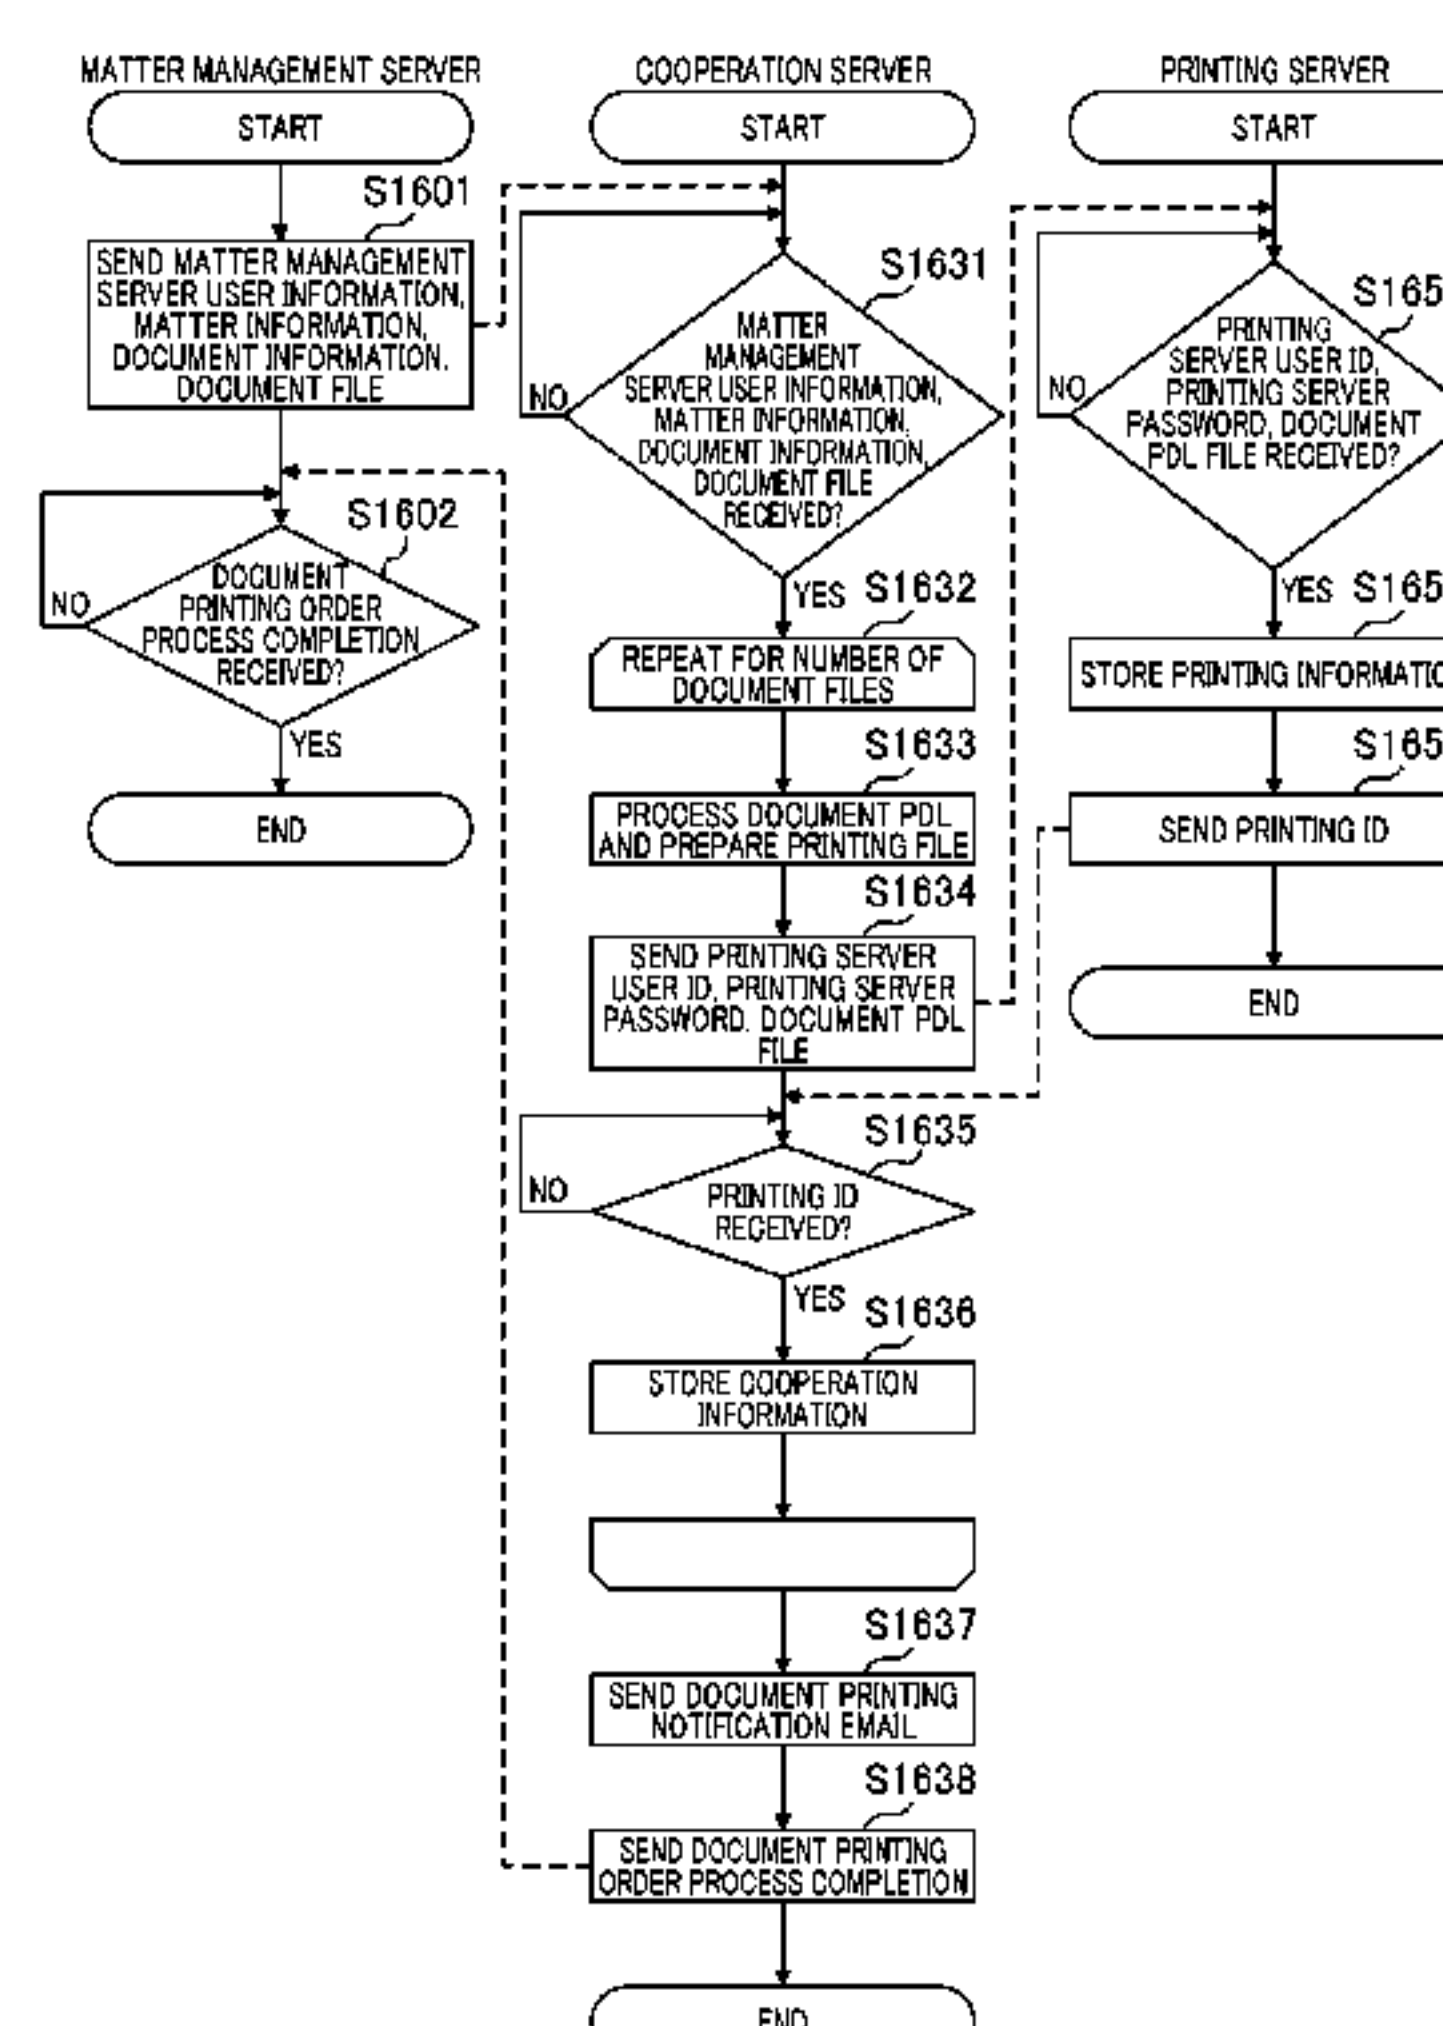 MATTER MANAGEMENT SERVER
START
S1601
SEND MATTER MANAGEMENT
SERVER USER INFORMATION,
MATTER INFORMATION,
DOCUMENT INFORMATION,
DOCUMENT FILE
S1602
DOCUMENT
PRINTING ORDER
PROCESS COMPLETION
RECEIVED?
NO
YES
END
COOPERATION SERVER
START
S1631
MATTER
MANAGEMENT
SERVER USER INFORMATION,
MATTER INFORMATION,
DOCUMENT INFORMATION,
DOCUMENT FILE
RECEIVED?
NO
YES
S1632
REPEAT FOR NUMBER OF
DOCUMENT FILES
S1633
PROCESS DOCUMENT PDL
AND PREPARE PRINTING FILE
S1634
SEND PRINTING SERVER
USER ID, PRINTING SERVER
PASSWORD, DOCUMENT PDL
FILE
S1635
PRINTING ID
RECEIVED?
NO
YES
S1636
STORE COOPERATION
INFORMATION
S1637
SEND DOCUMENT PRINTING
NOTIFICATION EMAIL
S1638
SEND DOCUMENT PRINTING
ORDER PROCESS COMPLETION
END
PRINTING SERVER
START
S165
PRINTING
SERVER USER ID,
PRINTING SERVER
PASSWORD, DOCUMENT
PDL FILE RECEIVED?
NO
YES
S165
STORE PRINTING INFORMATIO
S165
SEND PRINTING ID
END